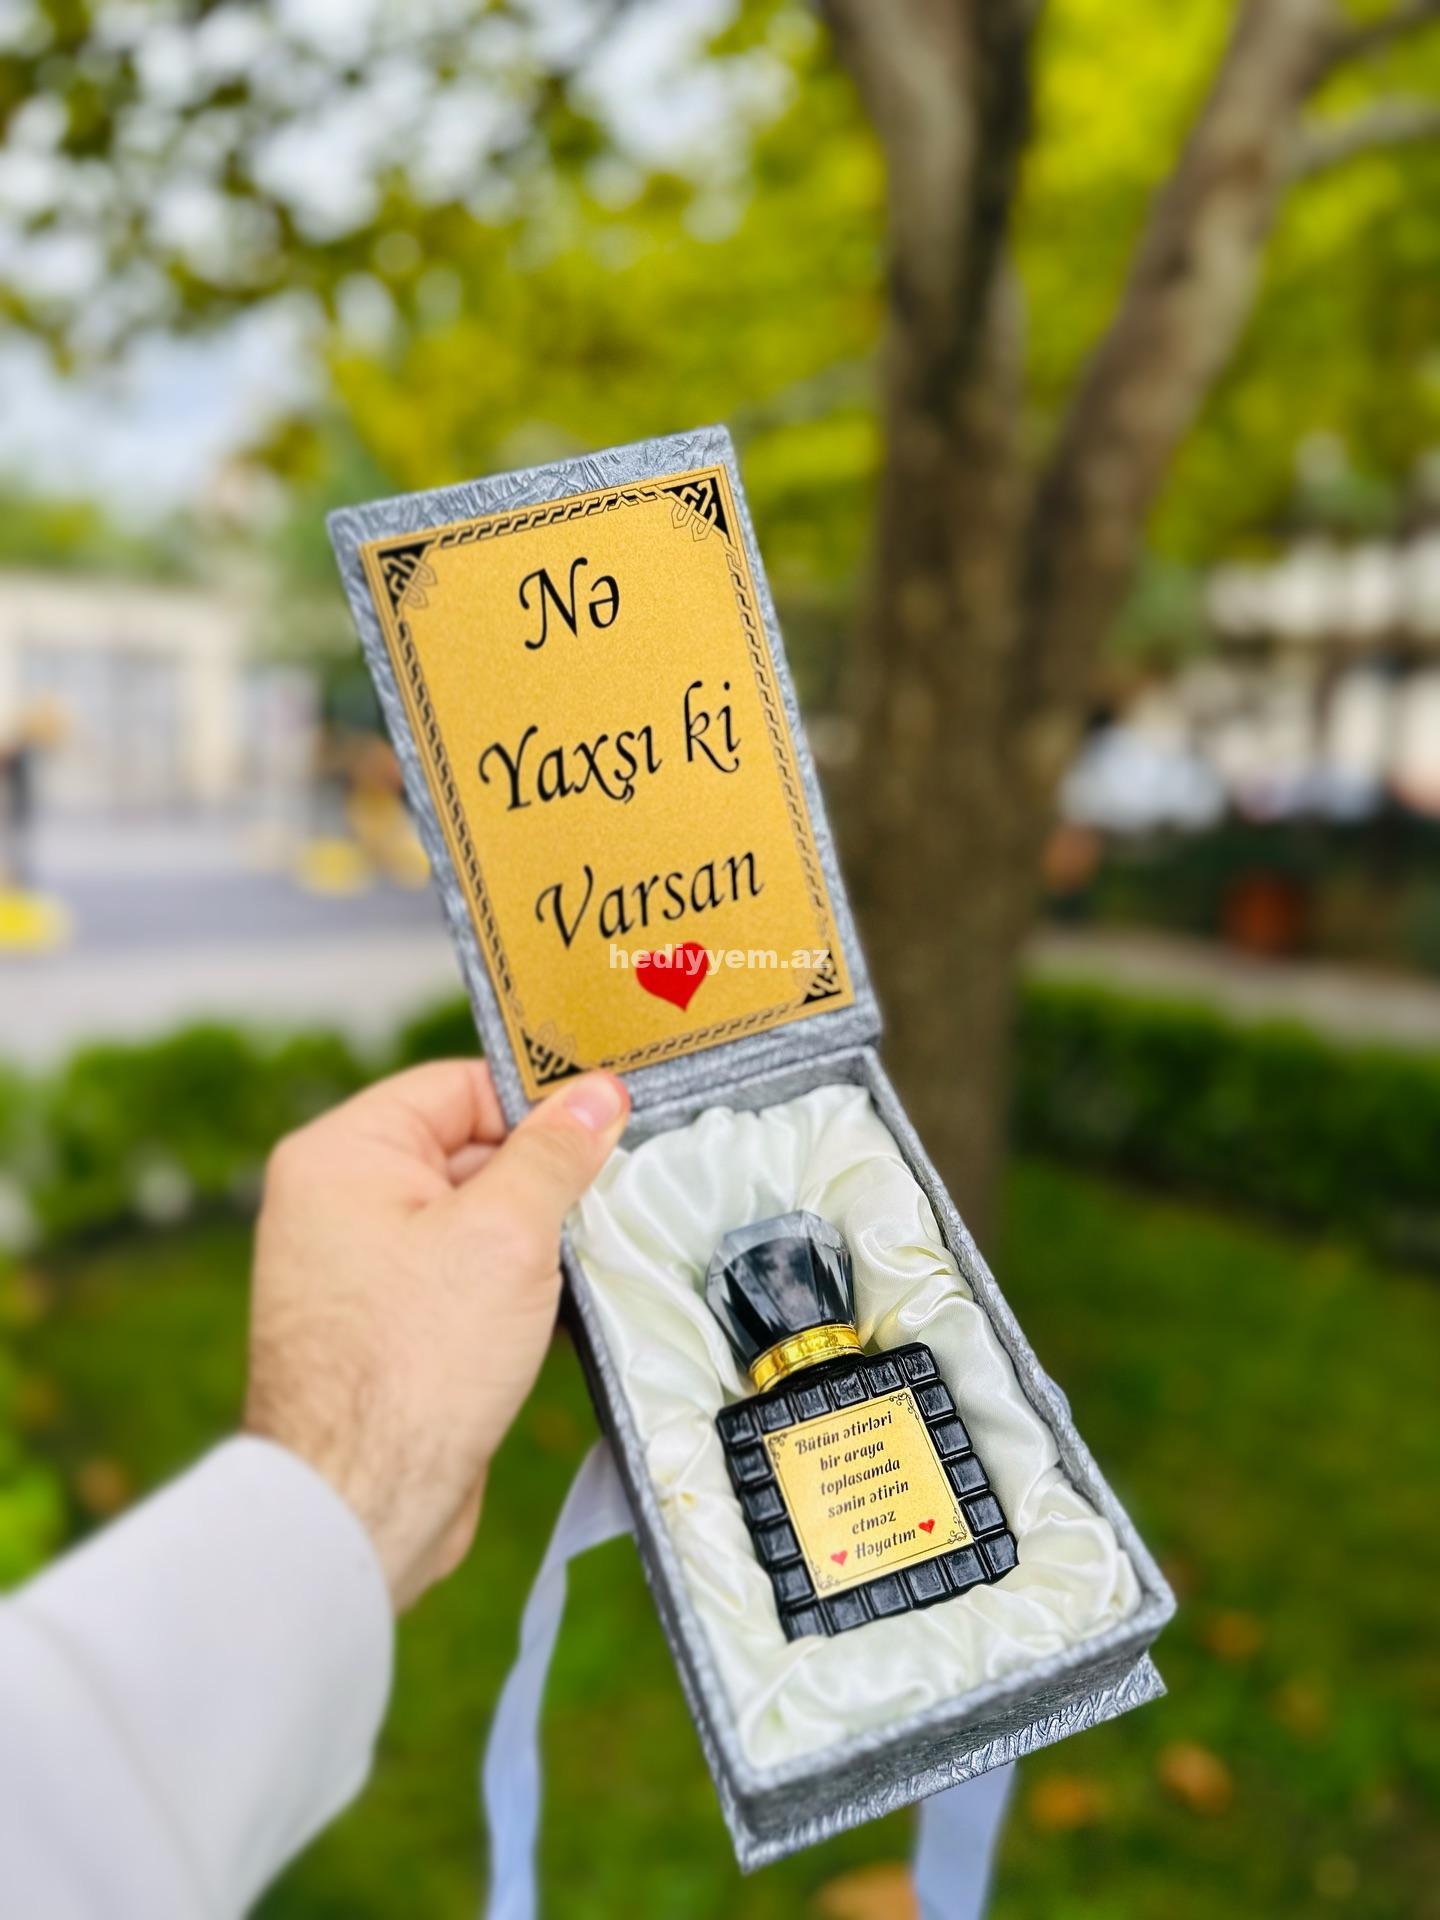 Nə
Yaxşı ki
Varsan
hediyyem.az
Bütün ətirləri
bir araya
toplasamda
sənin ətirin
etməz
Həyatım